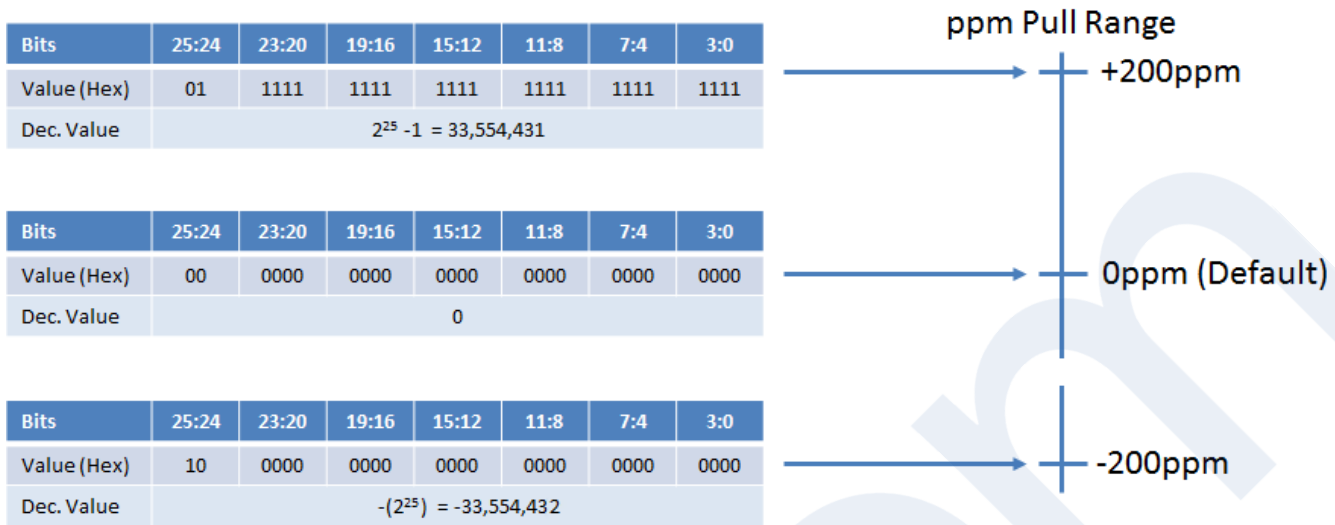 ppm Pull Range
Bits 25:24 23:20 19:16 15:12 11:8 7:4 3:0
Value (Hex) 01 1111 1111 1111 1111 1111 1111
Dec. Value 2²⁵ -1 = 33,554,431
+200ppm
Bits 25:24 23:20 19:16 15:12 11:8 7:4 3:0
Value (Hex) 00 0000 0000 0000 0000 0000 0000
Dec. Value 0
0ppm (Default)
Bits 25:24 23:20 19:16 15:12 11:8 7:4 3:0
Value (Hex) 10 0000 0000 0000 0000 0000 0000
Dec. Value -(2²⁵) = -33,554,432
-200ppm